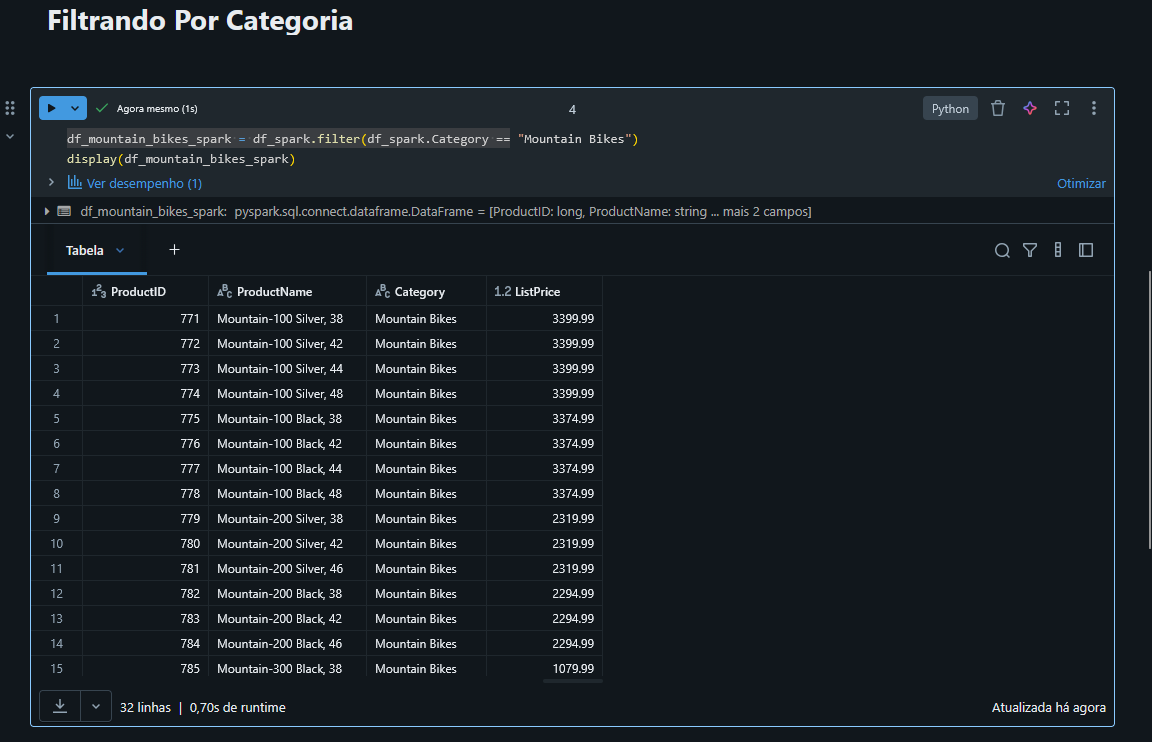 Filtrando Por Categoria
Agora mesmo (1s)
4
Python
df_mountain_bikes_spark = df_spark.filter(df_spark.Category == "Mountain Bikes")
display(df_mountain_bikes_spark)
Ver desempenho (1)
Otimizar
df_mountain_bikes_spark: pyspark.sql.connect.dataframe.DataFrame = [ProductID: long, ProductName: string ... mais 2 campos]
Tabela
+
123 ProductID ABC ProductName ABC Category 1.2 ListPrice
1 771 Mountain-100 Silver, 38 Mountain Bikes 3399.99
2 772 Mountain-100 Silver, 42 Mountain Bikes 3399.99
3 773 Mountain-100 Silver, 44 Mountain Bikes 3399.99
4 774 Mountain-100 Silver, 48 Mountain Bikes 3399.99
5 775 Mountain-100 Black, 38 Mountain Bikes 3374.99
6 776 Mountain-100 Black, 42 Mountain Bikes 3374.99
7 777 Mountain-100 Black, 44 Mountain Bikes 3374.99
8 778 Mountain-100 Black, 48 Mountain Bikes 3374.99
9 779 Mountain-200 Silver, 38 Mountain Bikes 2319.99
10 780 Mountain-200 Silver, 42 Mountain Bikes 2319.99
11 781 Mountain-200 Silver, 46 Mountain Bikes 2319.99
12 782 Mountain-200 Black, 38 Mountain Bikes 2294.99
13 783 Mountain-200 Black, 42 Mountain Bikes 2294.99
14 784 Mountain-200 Black, 46 Mountain Bikes 2294.99
15 785 Mountain-300 Black, 38 Mountain Bikes 1079.99
32 linhas | 0,70s de runtime
Atualizada há agora